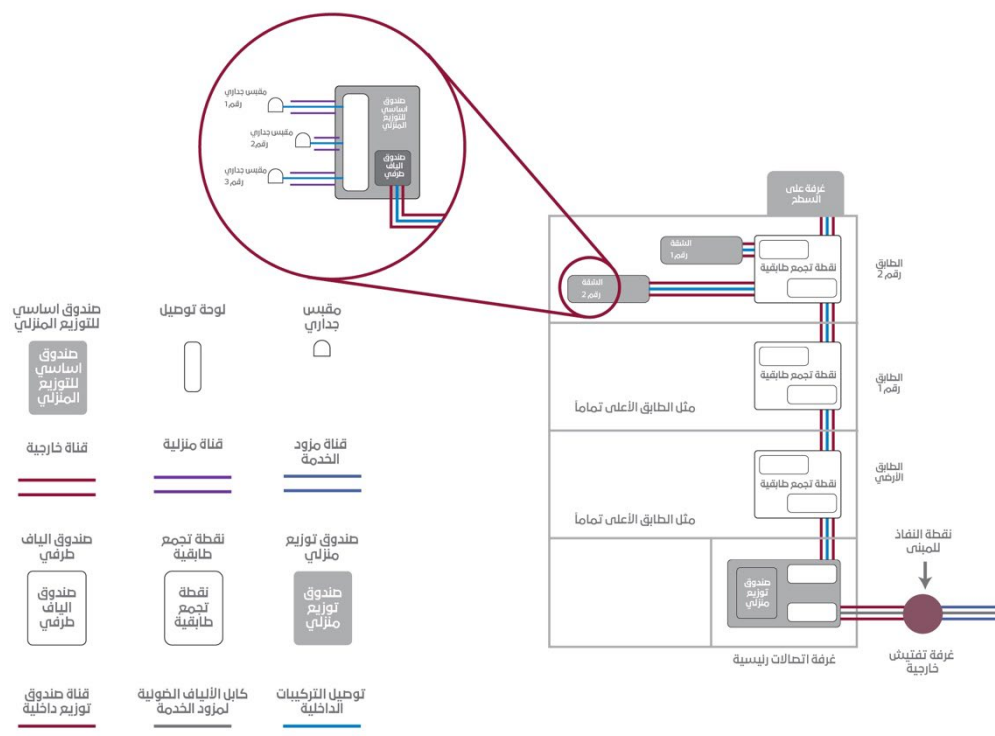 مقبس جداري
رقم 1
مقبس جداري
رقم 2
مقبس جداري
رقم 3
صندوق
اساسي
للتوزيع
المنزلي
صندوق
الياف
طرفي
غرفة على
السطح
الشقة
رقم 1
نقطة تجمع طابقية
الطابق
رقم 2
الشقة
رقم 2
نقطة تجمع طابقية
الطابق
رقم 1
مثل الطابق الأعلى تماماً
نقطة تجمع طابقية
الطابق
الأرضي
مثل الطابق الأعلى تماماً
صندوق
توزيع
منزلي
غرفة اتصالات رئيسية
نقطة النفاذ
للمبنى
غرفة تفتيش
خارجية
مقبس
جداري
لوحة توصيل
صندوق اساسي
للتوزيع المنزلي
صندوق
اساسي
للتوزيع
المنزلي
قناة مزود
الخدمة
قناة منزلية
قناة خارجية
صندوق توزيع
منزلي
صندوق
توزيع
منزلي
نقطة تجمع
طابقية
نقطة
تجمع
طابقية
صندوق الياف
طرفي
صندوق
الياف
طرفي
توصيل التركيبات
الداخلية
كابل الألياف الضوئية
لمزود الخدمة
قناة صندوق
توزيع داخلية